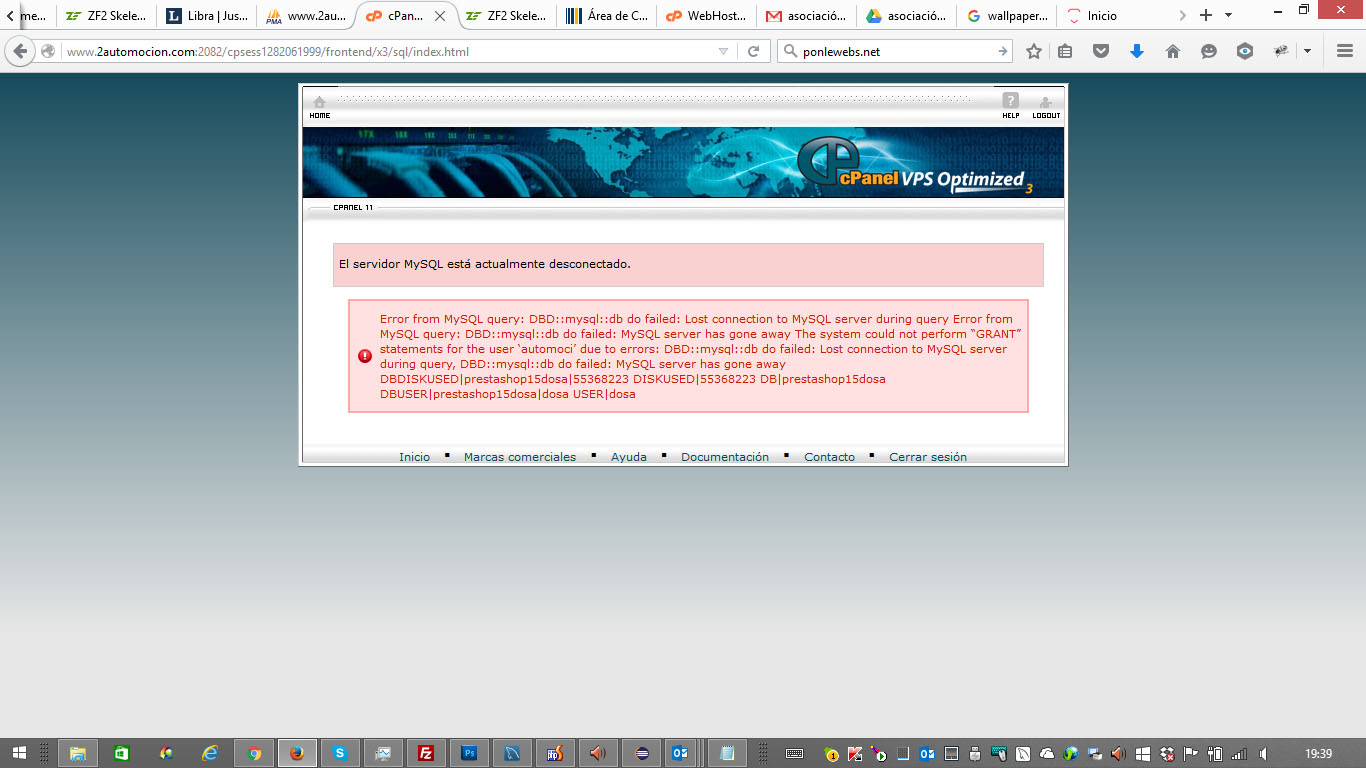 me...
ZF2 Skele...
Libra | Jus...
www.2au...
cPan...
ZF2 Skele...
Área de C...
WebHost...
asociació...
asociació...
wallpaper...
Inicio
www.2automocion.com:2082/cpsess1282061999/frontend/x3/sql/index.html
ponlewebs.net
HOME
HELP
LOGOUT
17X
18X
cPanel VPS Optimized 3
CPANEL 11
El servidor MySQL está actualmente desconectado.
Error from MySQL query: DBD::mysql::db do failed: Lost connection to MySQL server during query Error from
MySQL query: DBD::mysql::db do failed: MySQL server has gone away The system could not perform “GRANT”
statements for the user ‘automoci’ due to errors: DBD::mysql::db do failed: Lost connection to MySQL server
during query, DBD::mysql::db do failed: MySQL server has gone away
DBDISKUSED|prestashop15dosa|55368223 DISKUSED|55368223 DB|prestashop15dosa
DBUSER|prestashop15dosa|dosa USER|dosa
Inicio ▪ Marcas comerciales ▪ Ayuda ▪ Documentación ▪ Contacto ▪ Cerrar sesión
19:39